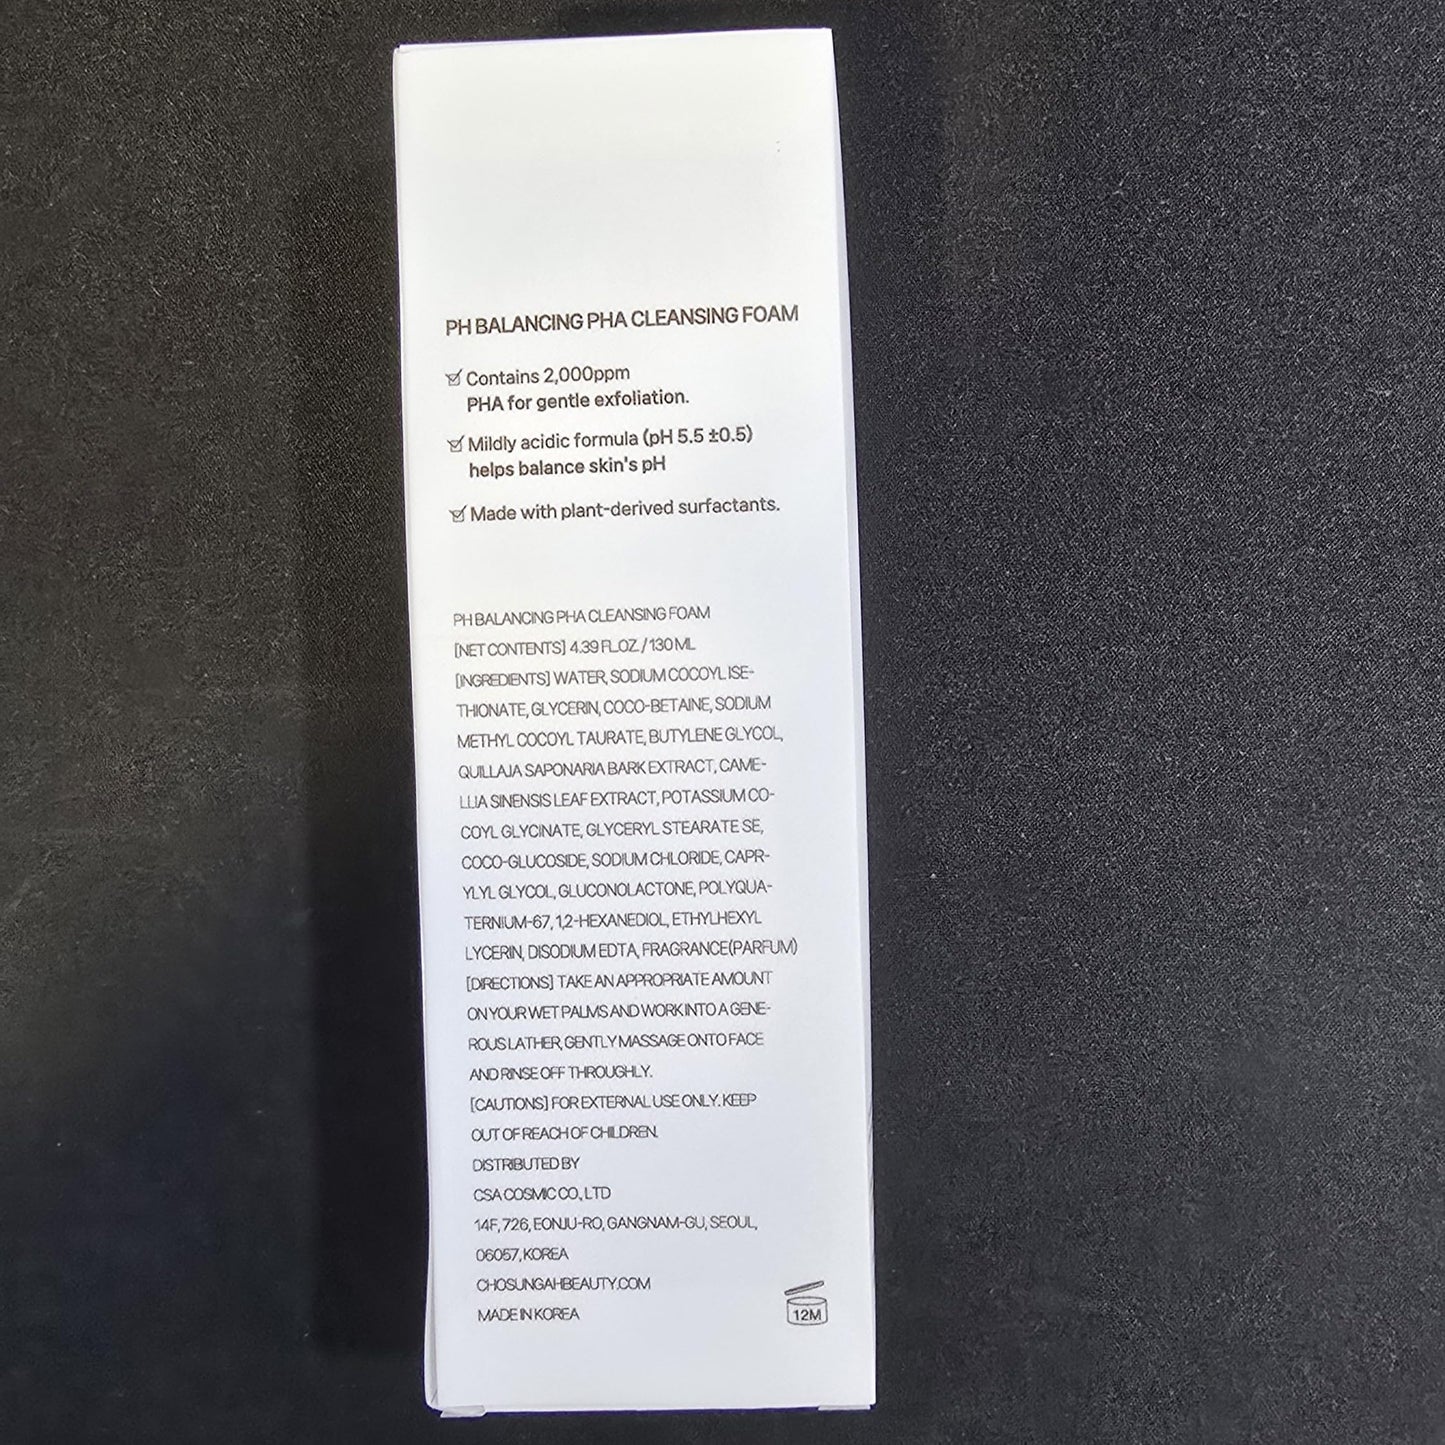 PH BALANCING PHA CLEANSING FOAM
Contains 2,000ppm
PHA for gentle exfoliation.
Mildly acidic formula (pH 5.5 ±0.5)
helps balance skin's pH
Made with plant-derived surfactants.
PH BALANCING PHA CLEANSING FOAM
[NET CONTENTS] 4.39 FL.OZ. / 130 ML
[INGREDIENTS] WATER, SODIUM COCOYL ISE-
THIONATE, GLYCERIN, COCO-BETAINE, SODIUM
METHYL COCOYL TAURATE, BUTYLENE GLYCOL,
QUILLAJA SAPONARIA BARK EXTRACT, CAME-
LLIA SINENSIS LEAF EXTRACT, POTASSIUM CO-
COYL GLYCINATE, GLYCERYL STEARATE SE,
COCO-GLUCOSIDE, SODIUM CHLORIDE, CAPR-
YLYL GLYCOL, GLUCONOLACTONE, POLYQUA-
TERNIUM-67, 1,2-HEXANEDIOL, ETHYLHEXYL
LYCERIN, DISODIUM EDTA, FRAGRANCE(PARFUM)
[DIRECTIONS] TAKE AN APPROPRIATE AMOUNT
ON YOUR WET PALMS AND WORK INTO A GENE-
ROUS LATHER, GENTLY MASSAGE ONTO FACE
AND RINSE OFF THROUGHLY.
[CAUTIONS] FOR EXTERNAL USE ONLY. KEEP
OUT OF REACH OF CHILDREN.
DISTRIBUTED BY
CSA COSMIC CO., LTD
14F, 726, EONJU-RO, GANGNAM-GU, SEOUL,
06057, KOREA
CHOSUNGAHBEAUTY.COM
MADE IN KOREA
12M